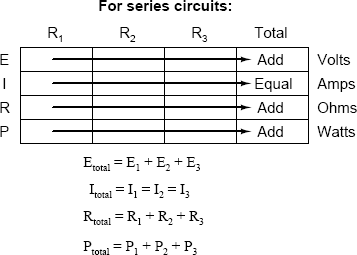 For series circuits:
R1 R2 R3 Total
E Add Volts
I Equal Amps
R Add Ohms
P Add Watts
Etotal = E1 + E2 + E3
Itotal = I1 = I2 = I3
Rtotal = R1 + R2 + R3
Ptotal = P1 + P2 + P3